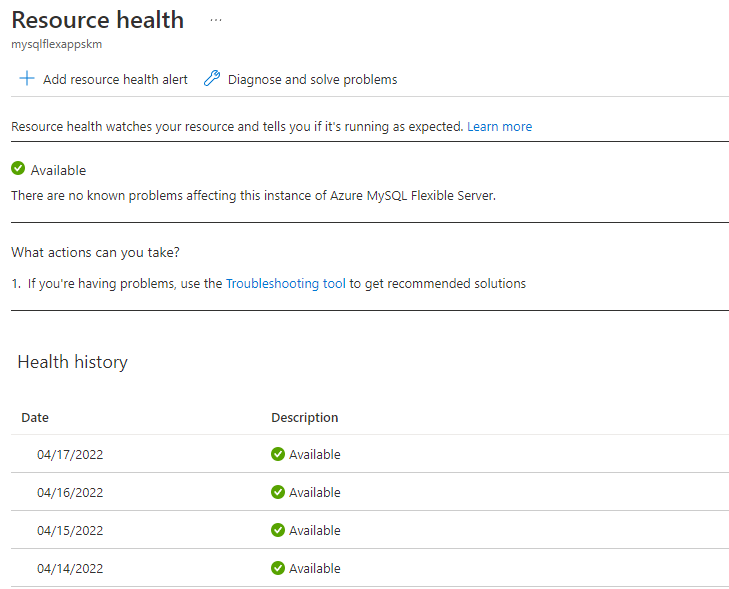 Resource health ...
mysqlflexappskm
Add resource health alert Diagnose and solve problems
Resource health watches your resource and tells you if it's running as expected. Learn more
Available
There are no known problems affecting this instance of Azure MySQL Flexible Server.
What actions can you take?
1. If you're having problems, use the Troubleshooting tool to get recommended solutions
Health history
Date Description
04/17/2022 Available
04/16/2022 Available
04/15/2022 Available
04/14/2022 Available